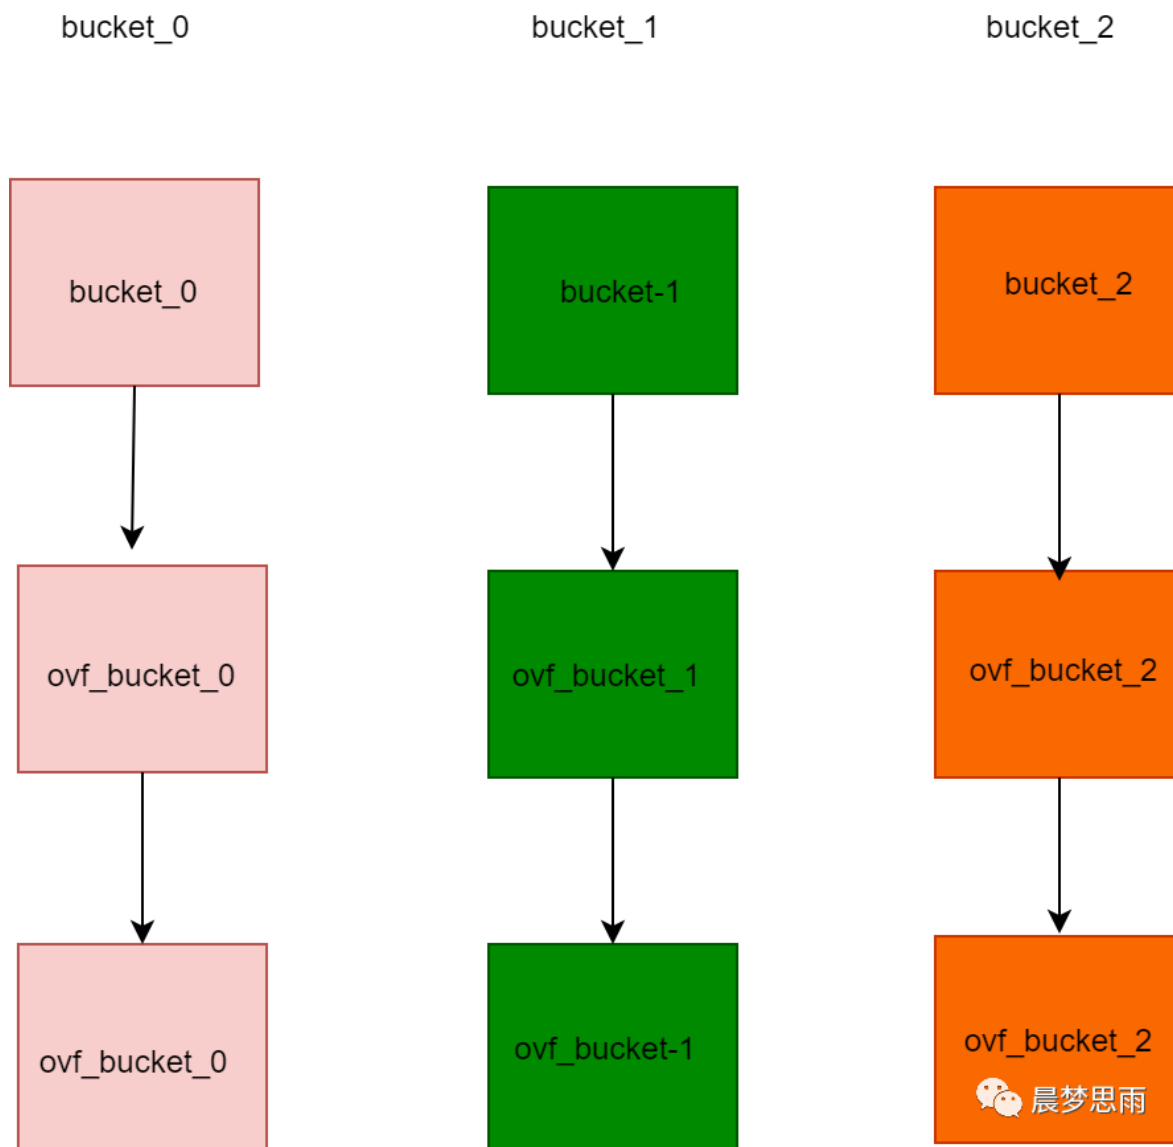 bucket_0
bucket_1
bucket_2
bucket_0
bucket-1
bucket_2
ovf_bucket_0
ovf_bucket_1
ovf_bucket_2
ovf_bucket_0
ovf_bucket-1
ovf_bucket_2
晨梦思雨